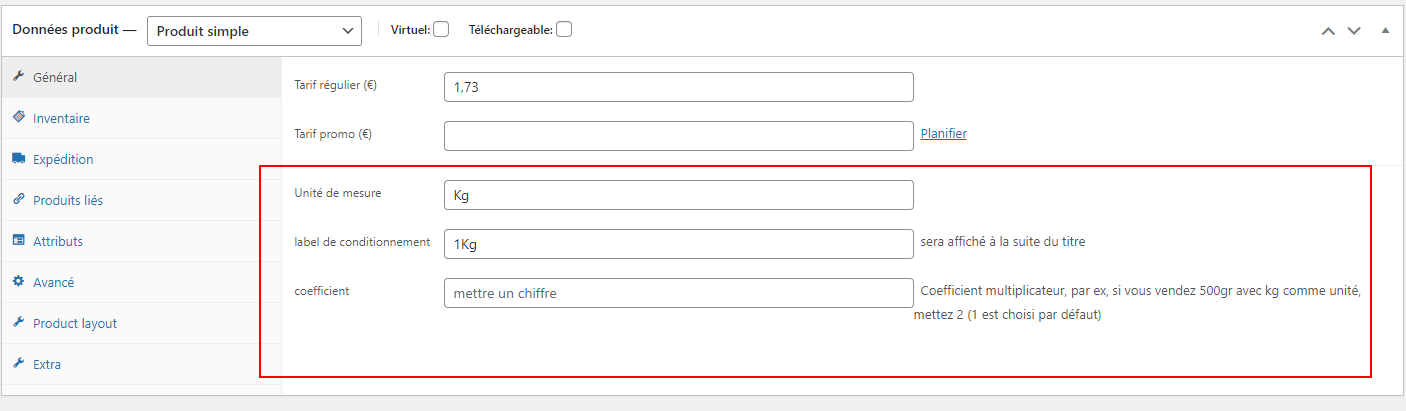 Données produit — Produit simple Virtuel: Téléchargeable:
Général
Inventaire
Expédition
Produits liés
Attributs
Avancé
Product layout
Extra
Tarif régulier (€) 1,73
Tarif promo (€) Planifier
Unité de mesure Kg
label de conditionnement 1Kg sera affiché à la suite du titre
coefficient mettre un chiffre Coefficient multiplicateur, par ex, si vous vendez 500gr avec kg comme unité,
mettez 2 (1 est choisi par défaut)